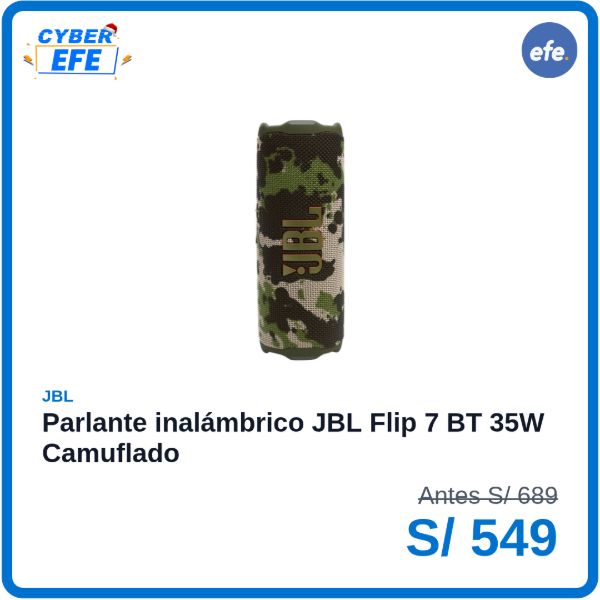 CYBER
EFE
efe.
JBL
JBL
Parlante inalámbrico JBL Flip 7 BT 35W
Camuflado
Antes S/ 689
S/ 549